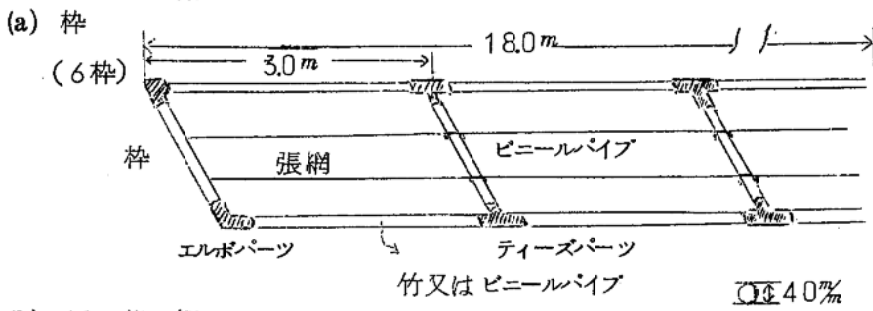 (a) 枠
18.0m
(6枠)
3.0m
枠
張網
ビニールパイプ
エルボパーツ
ティーズパーツ
竹又はビニールパイプ
40m/m